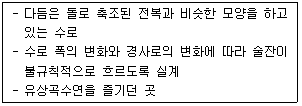 - 다듬은 돌로 축조된 전복과 비슷한 모양을 하고
있는 수로
- 수로 폭의 변화와 경사로의 변화에 따라 술잔이
불규칙적으로 흐르도록 설계
- 유상곡수연을 즐기던 곳